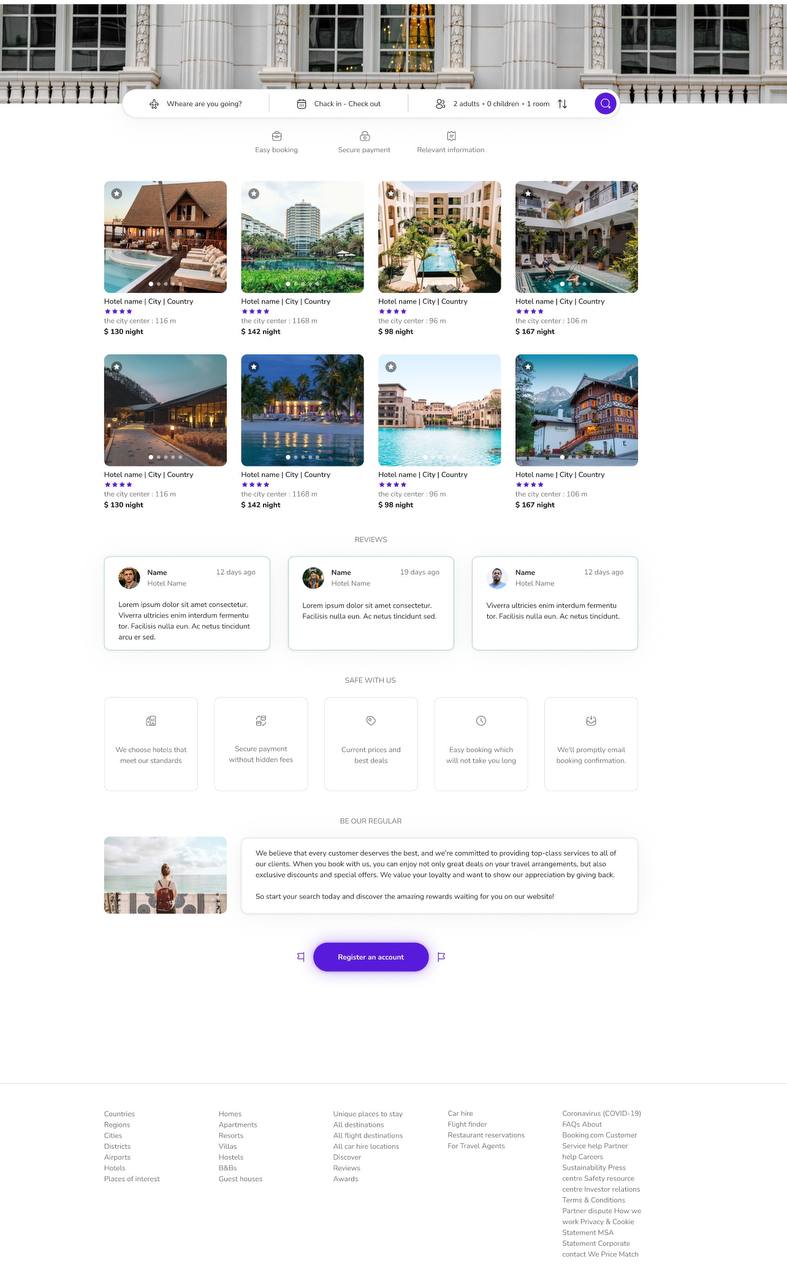 Wheare are you going?
Chack in - Check out
2 adults • 0 children • 1 room
Easy booking
Secure payment
Relevant information
Hotel name | City | Country
the city center : 116 m
$ 130 night
Hotel name | City | Country
the city center : 1168 m
$ 142 night
Hotel name | City | Country
the city center : 96 m
$ 98 night
Hotel name | City | Country
the city center : 106 m
$ 167 night
Hotel name | City | Country
the city center : 116 m
$ 130 night
Hotel name | City | Country
the city center : 1168 m
$ 142 night
Hotel name | City | Country
the city center : 96 m
$ 98 night
Hotel name | City | Country
the city center : 106 m
$ 167 night
REVIEWS
Name
12 days ago
Hotel Name
Lorem ipsum dolor sit amet consectetur.
Viverra ultricies enim interdum fermentu
tor. Facilisis nulla eun. Ac netus tincidunt
arcu er sed.
Name
19 days ago
Hotel Name
Lorem ipsum dolor sit amet consectetur.
Facilisis nulla eun. Ac netus tincidunt sed.
Name
12 days ago
Hotel Name
Viverra ultricies enim interdum fermentu
tor. Facilisis nulla eun. Ac netus tincidunt.
SAFE WITH US
We choose hotels that
meet our standards
Secure payment
without hidden fees
Current prices and
best deals
Easy booking which
will not take you long
We'll promptly email
booking confirmation.
BE OUR REGULAR
We believe that every customer deserves the best, and we're committed to providing top-class services to all of
our clients. When you book with us, you can enjoy not only great deals on your travel arrangements, but also
exclusive discounts and special offers. We value your loyalty and want to show our appreciation by giving back.
So start your search today and discover the amazing rewards waiting for you on our website!
Register an account
Countries
Regions
Cities
Districts
Airports
Hotels
Places of interest
Homes
Apartments
Resorts
Villas
Hostels
B&Bs
Guest houses
Unique places to stay
All destinations
All flight destinations
All car hire locations
Discover
Reviews
Awards
Car hire
Flight finder
Restaurant reservations
For Travel Agents
Coronavirus (COVID-19)
FAQs About
Booking.com Customer
Service help Partner
help Careers
Sustainability Press
centre Safety resource
centre Investor relations
Terms & Conditions
Partner dispute How we
work Privacy & Cookie
Statement MSA
Statement Corporate
contact We Price Match